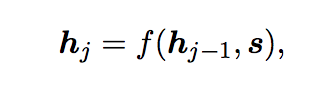 h_j = f(h_{j−1}, s),